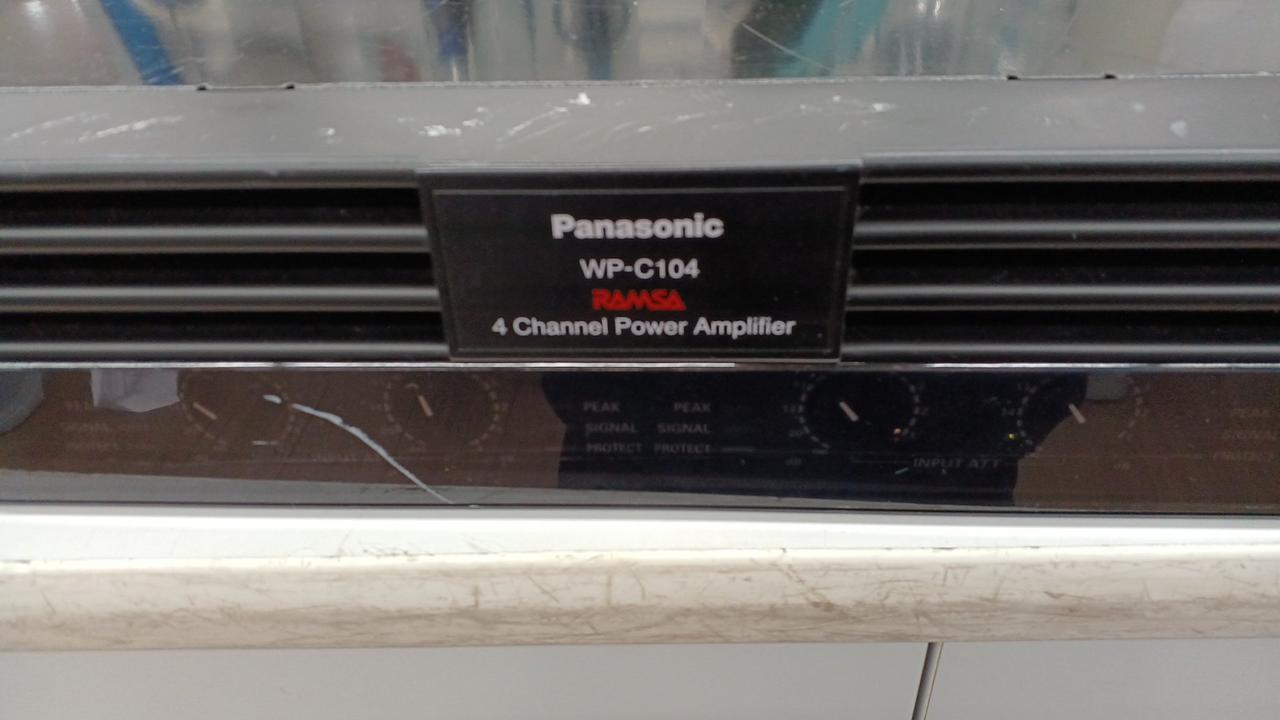 Panasonic
WP-C104
RAMSA
4 Channel Power Amplifier
PEAK PEAK
SIGNAL SIGNAL
PROTECT PROTECT
INPUT ATT